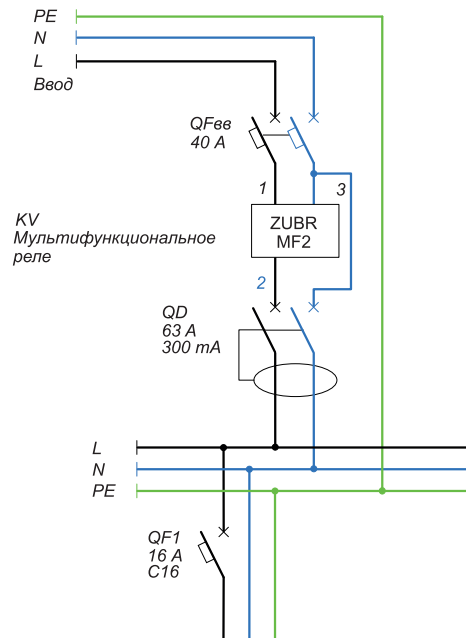 PE
N
L
Ввод
QFвв
40 А
1
3
ZUBR
MF2
KV
Мультифункциональное
реле
2
QD
63 А
300 mA
L
N
PE
QF1
16 А
C16